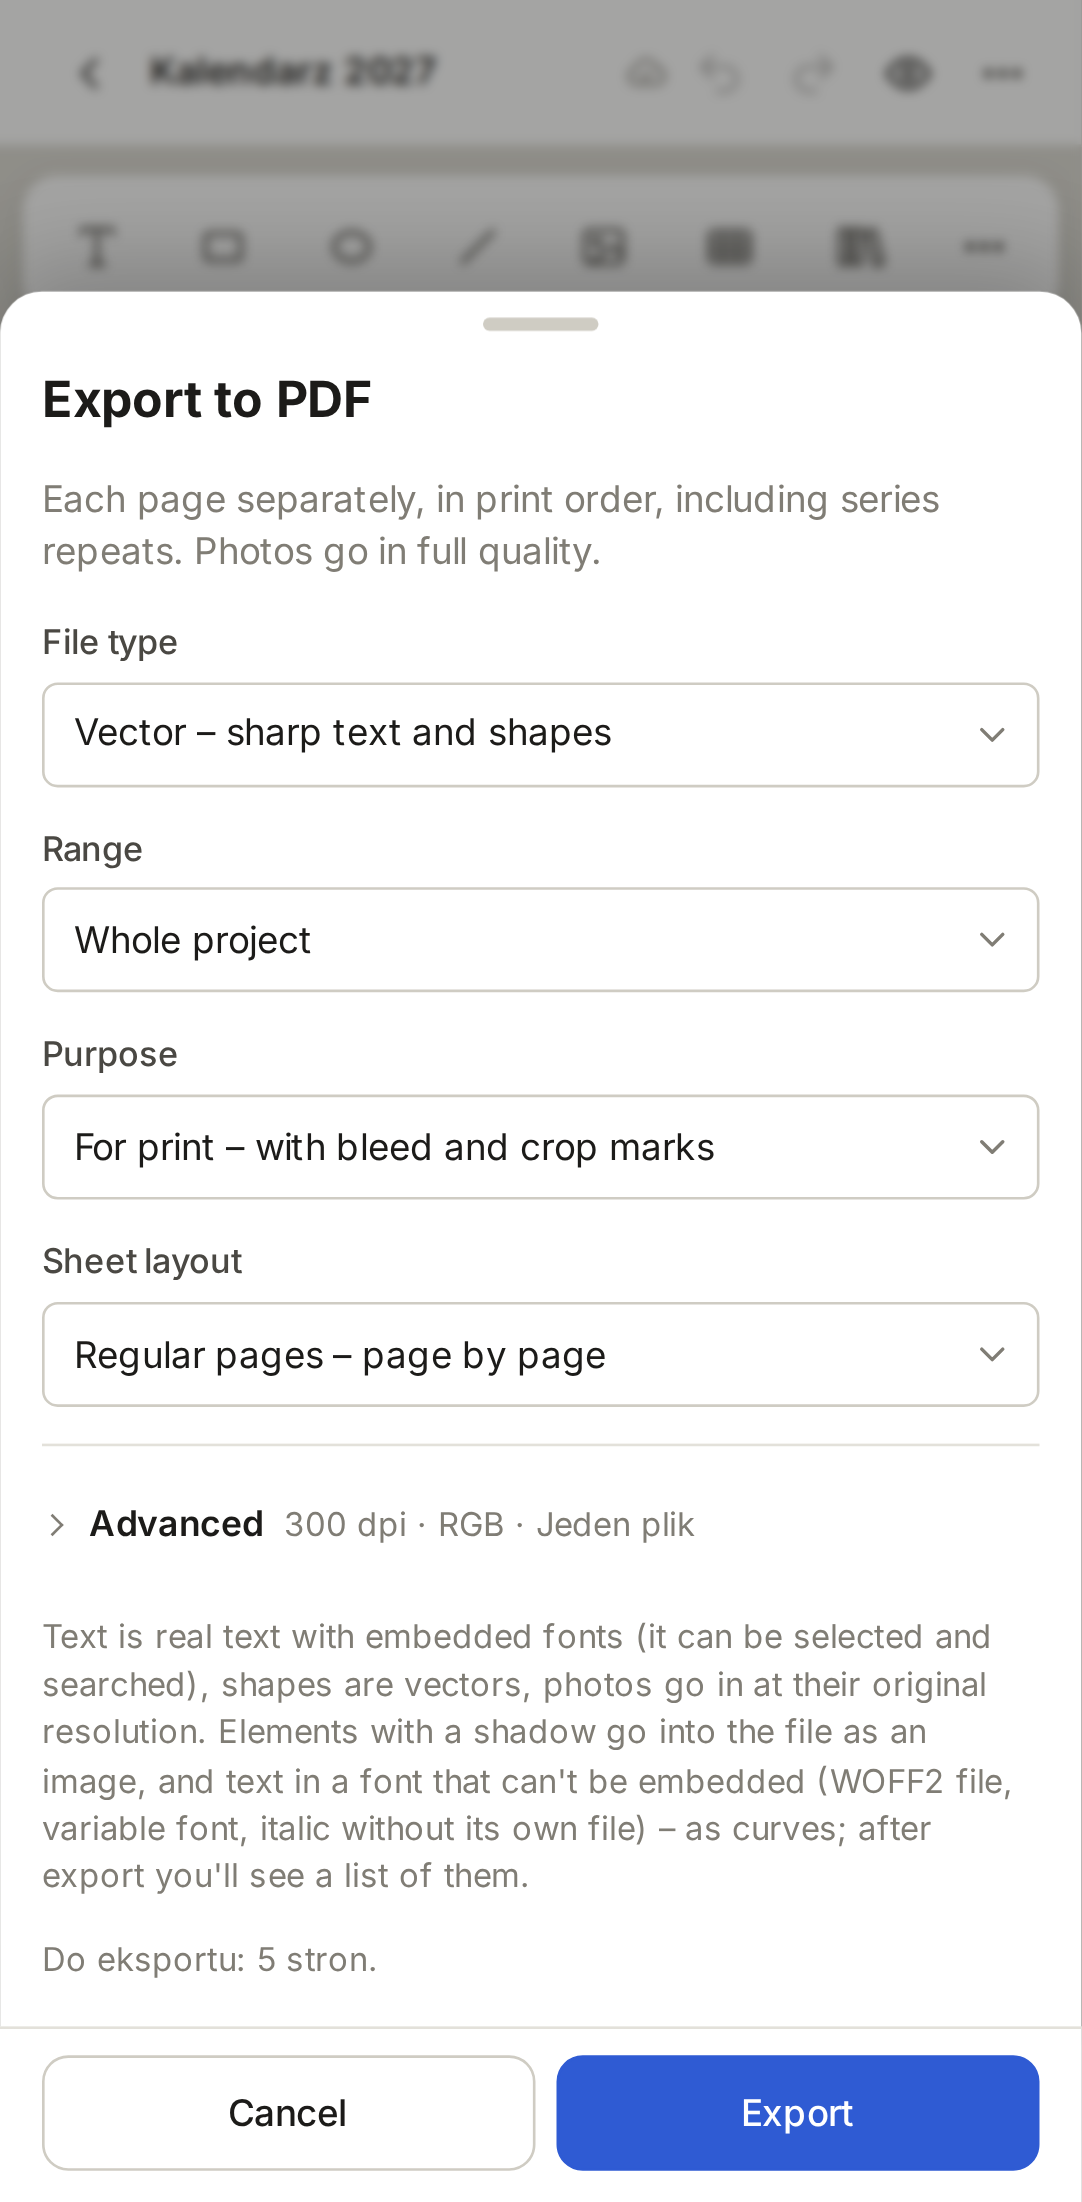 Kalendarz 2027
Export to PDF
Each page separately, in print order, including series
repeats. Photos go in full quality.
File type
Vector – sharp text and shapes
Range
Whole project
Purpose
For print – with bleed and crop marks
Sheet layout
Regular pages – page by page
Advanced 300 dpi · RGB · Jeden plik
Text is real text with embedded fonts (it can be selected and
searched), shapes are vectors, photos go in at their original
resolution. Elements with a shadow go into the file as an
image, and text in a font that can't be embedded (WOFF2 file,
variable font, italic without its own file) – as curves; after
export you'll see a list of them.
Do eksportu: 5 stron.
Cancel
Export